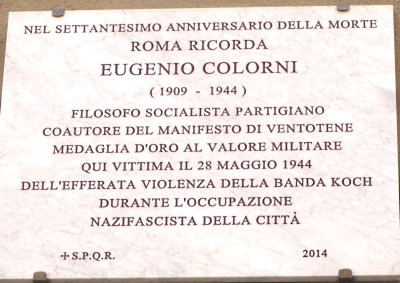 NEL SETTANTESIMO ANNIVERSARIO DELLA MORTE
ROMA RICORDA
EUGENIO COLORNI
( 1909 - 1944 )
FILOSOFO SOCIALISTA PARTIGIANO
COAUTORE DEL MANIFESTO DI VENTOTENE
MEDAGLIA D'ORO AL VALORE MILITARE
QUI VITTIMA IL 28 MAGGIO 1944
DELL'EFFERATA VIOLENZA DELLA BANDA KOCH
DURANTE L'OCCUPAZIONE
NAZIFASCISTA DELLA CITTÀ
✝ S.P.Q.R. 2014